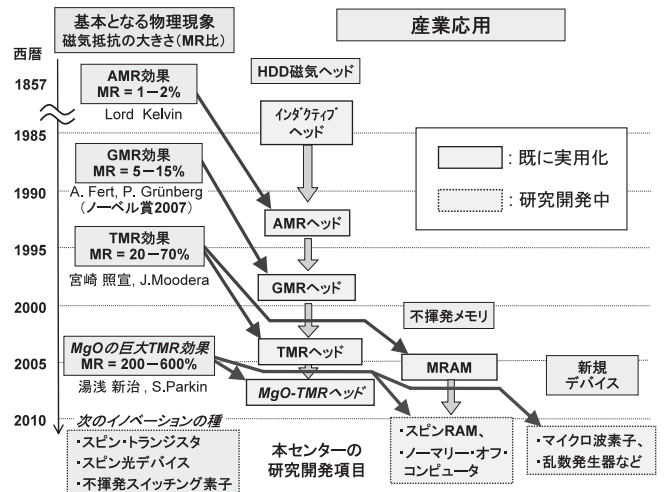 基本となる物理現象
磁気抵抗の大きさ(MR比)
産業応用
西暦
1857
1985
1990
1995
2000
2005
2010
AMR効果
MR = 1－2%
Lord Kelvin
GMR効果
MR = 5－15%
A. Fert, P. Grünberg
(ノーベル賞2007)
TMR効果
MR = 20－70%
宮崎 照宣, J.Moodera
MgOの巨大TMR効果
MR = 200－600%
湯浅 新治 , S.Parkin
次のイノベーションの種
・スピン・トランジスタ
・スピン光デバイス
・不揮発スイッチング素子
HDD磁気ヘッド
インダクティブ
ヘッド
AMRヘッド
GMRヘッド
TMRヘッド
MgO-TMRヘッド
: 既に実用化
: 研究開発中
不揮発メモリ
MRAM
新規
デバイス
本センターの
研究開発項目
・スピンRAM、
・ノーマリー・オフ・
コンピュータ
・マイクロ波素子、
・乱数発生器など